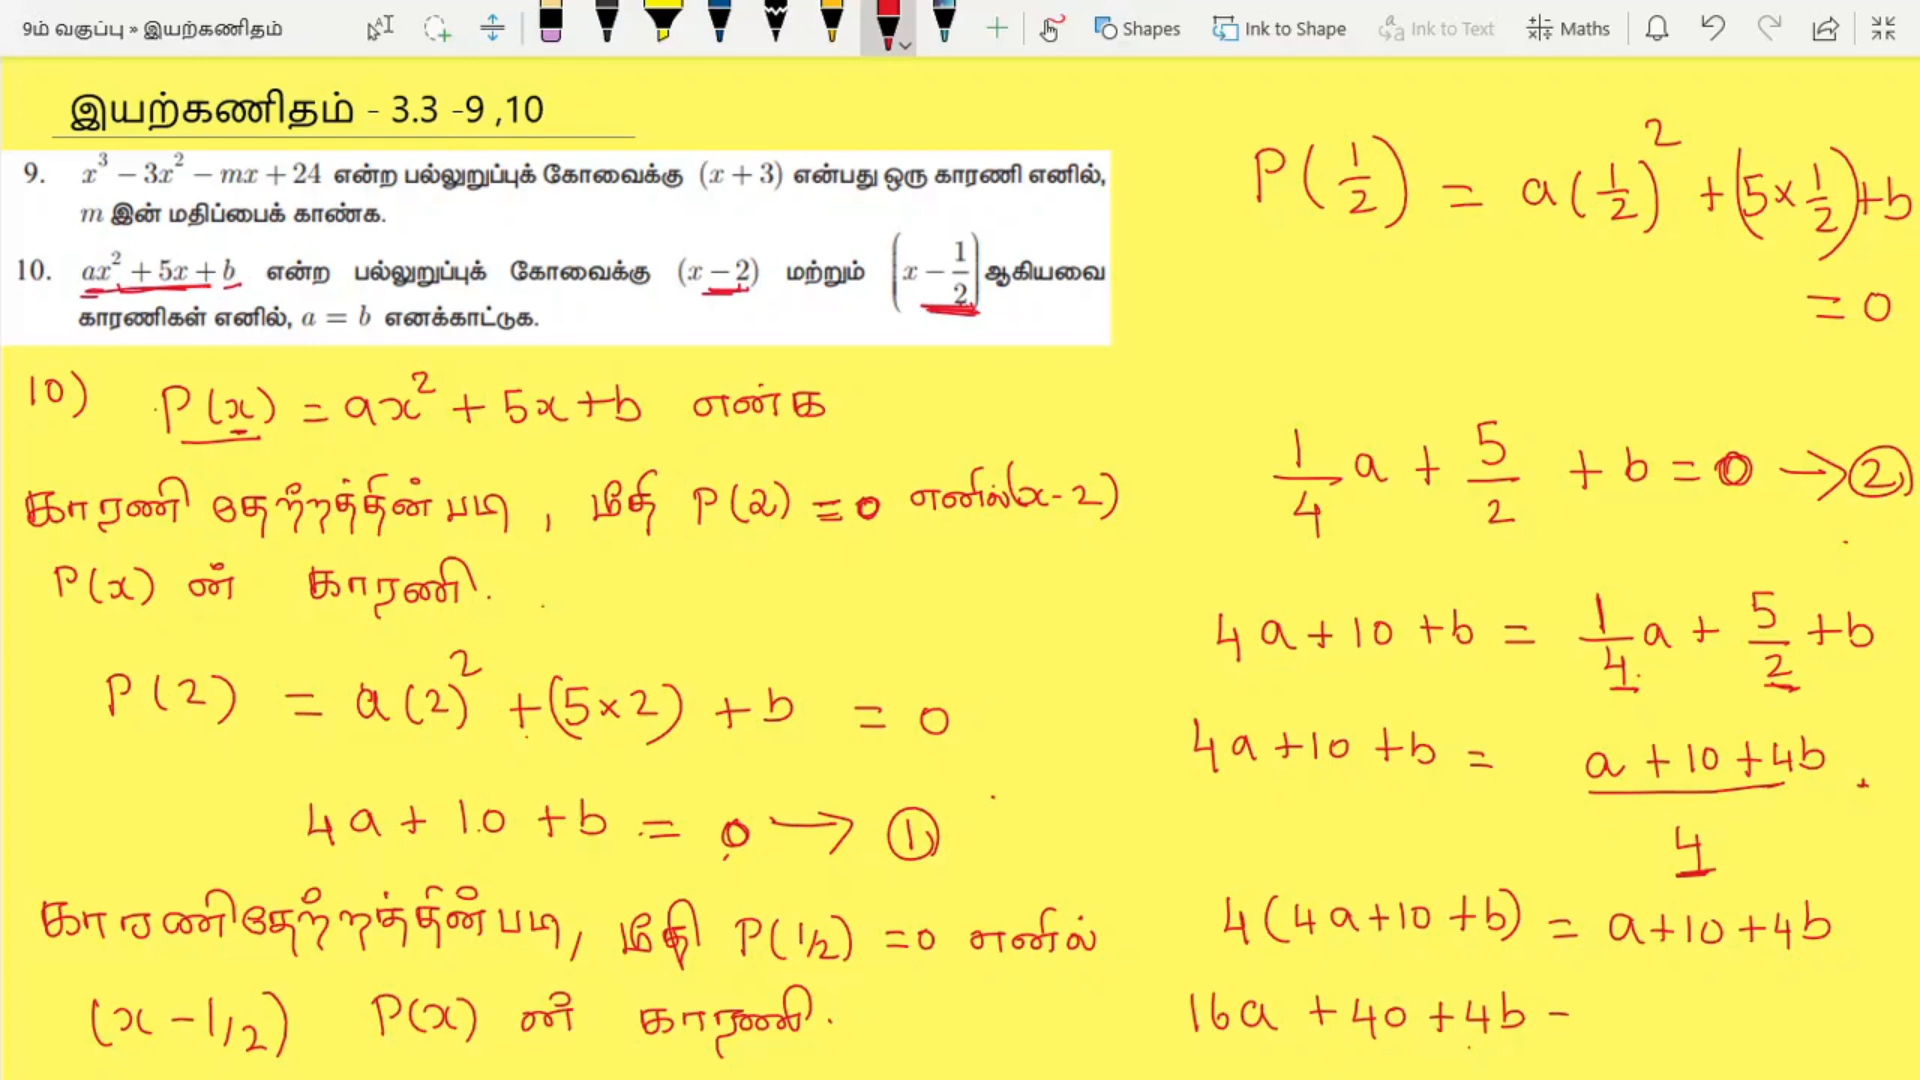 9ம் வகுப்பு » இயற்கணிதம்
Shapes
Ink to Shape
Ink to Text
Maths
இயற்கணிதம் - 3.3 -9 ,10
9. x³ − 3x² − mx + 24 என்ற பல்லுறுப்புக் கோவைக்கு (x + 3) என்பது ஒரு காரணி எனில்,
m இன் மதிப்பைக் காண்க.
10. ax² + 5x + b என்ற பல்லுறுப்புக் கோவைக்கு (x − 2) மற்றும் (x − 1/2) ஆகியவை
காரணிகள் எனில், a = b எனக்காட்டுக.
10) P(x) = ax² + 5x + b என்க
காரணி தேற்றத்தின்படி, மீதி P(2) = 0 எனில் (x-2)
P(x) ன் காரணி.
P(2) = a(2)² + (5×2) + b = 0
4a + 10 + b = 0 → ①
காரணிதேற்றத்தின்படி, மீதி P(1/2) = 0 எனில்
(x - 1/2) P(x) ன் காரணி.
P(1/2) = a(1/2)² + (5×1/2) + b
= 0
1/4 a + 5/2 + b = 0 → ②
4a + 10 + b = 1/4 a + 5/2 + b
4a + 10 + b = a + 10 + 4b / 4
4(4a + 10 + b) = a + 10 + 4b
16a + 40 + 4b -